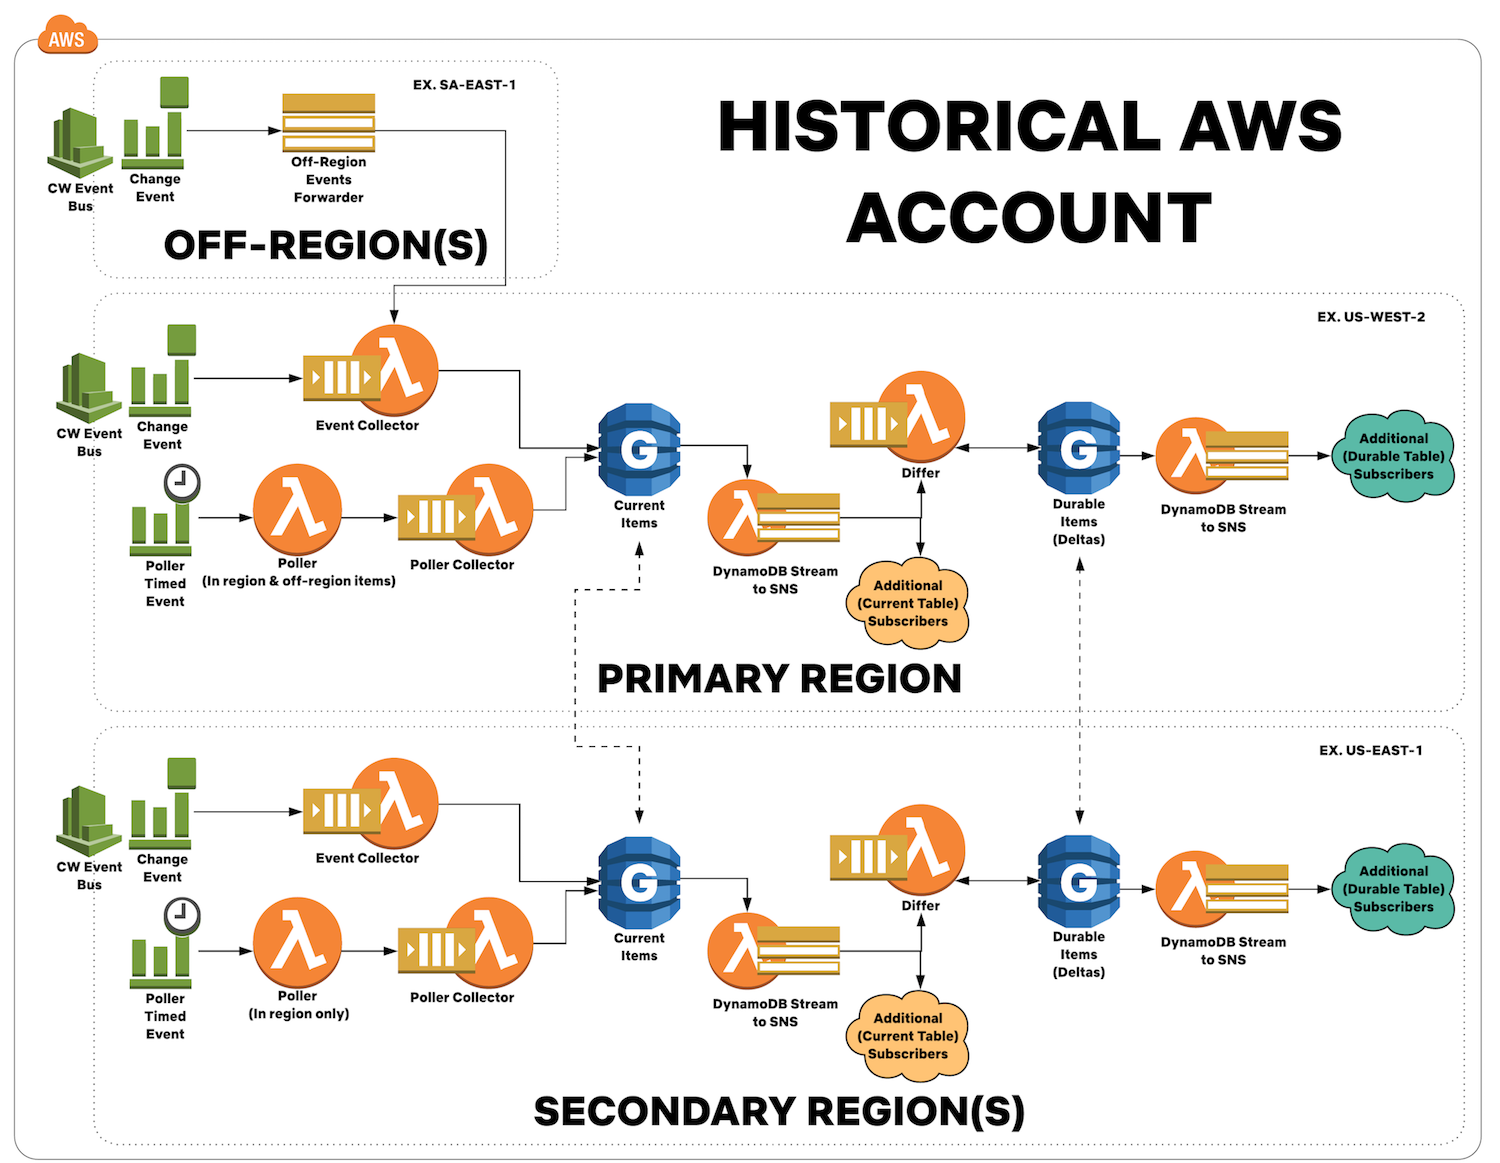 AWS
EX. SA-EAST-1
HISTORICAL AWS
ACCOUNT
CW Event
Bus
Change
Event
Off-Region
Events
Forwarder
OFF-REGION(S)
EX. US-WEST-2
CW Event
Bus
Change
Event
Event Collector
Poller
Timed
Event
Poller
(In region & off-region items)
Poller Collector
G
Current
Items
DynamoDB Stream
to SNS
Differ
Additional
(Current Table)
Subscribers
G
Durable
Items
(Deltas)
DynamoDB Stream
to SNS
Additional
(Durable Table)
Subscribers
PRIMARY REGION
EX. US-EAST-1
CW Event
Bus
Change
Event
Event Collector
Poller
Timed
Event
Poller
(In region only)
Poller Collector
G
Current
Items
DynamoDB Stream
to SNS
Differ
Additional
(Current Table)
Subscribers
G
Durable
Items
(Deltas)
DynamoDB Stream
to SNS
Additional
(Durable Table)
Subscribers
SECONDARY REGION(S)